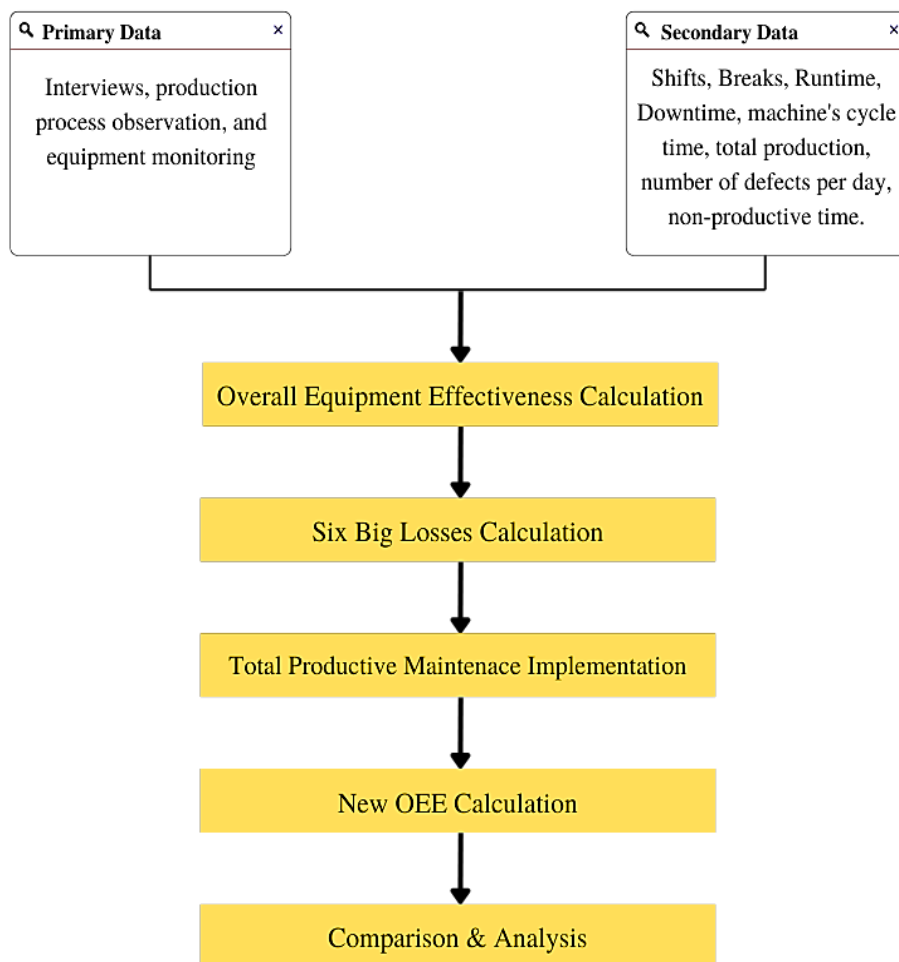 Primary Data
×
Interviews, production
process observation, and
equipment monitoring
Secondary Data
×
Shifts, Breaks, Runtime,
Downtime, machine's cycle
time, total production,
number of defects per day,
non-productive time.
Overall Equipment Effectiveness Calculation
Six Big Losses Calculation
Total Productive Maintenace Implementation
New OEE Calculation
Comparison & Analysis